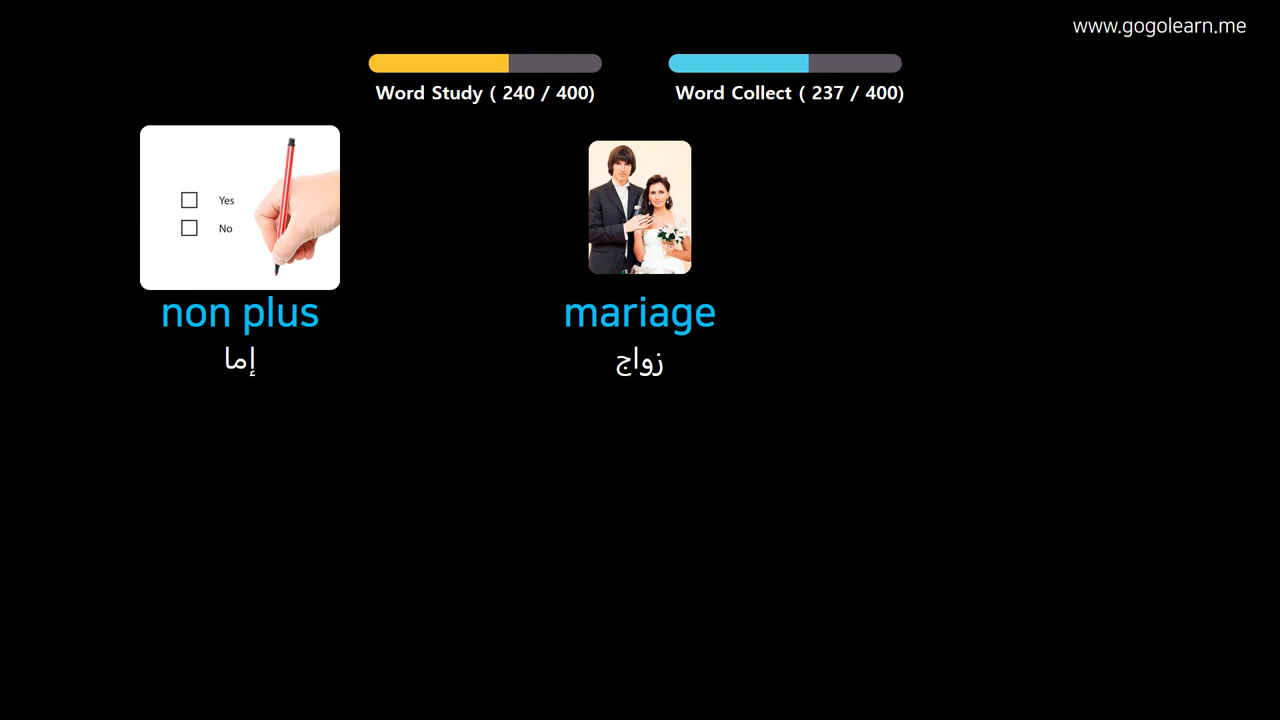 www.gogolearn.me
Word Study ( 240 / 400)
Word Collect ( 237 / 400)
Yes
No
non plus
mariage
إما
زواج